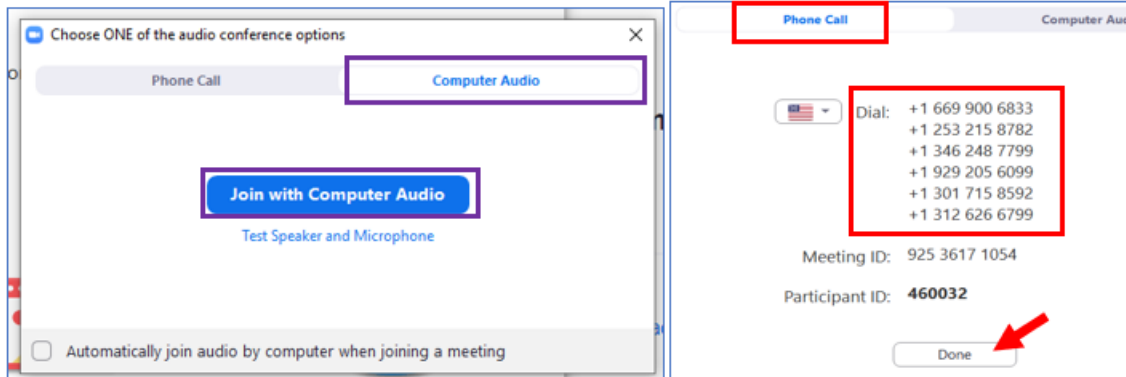 Choose ONE of the audio conference options
Phone Call
Computer Audio
Join with Computer Audio
Test Speaker and Microphone
Automatically join audio by computer when joining a meeting
Phone Call
Computer
Dial:
+1 669 900 6833
+1 253 215 8782
+1 346 248 7799
+1 929 205 6099
+1 301 715 8592
+1 312 626 6799
Meeting ID: 925 3617 1054
Participant ID: 460032
Done